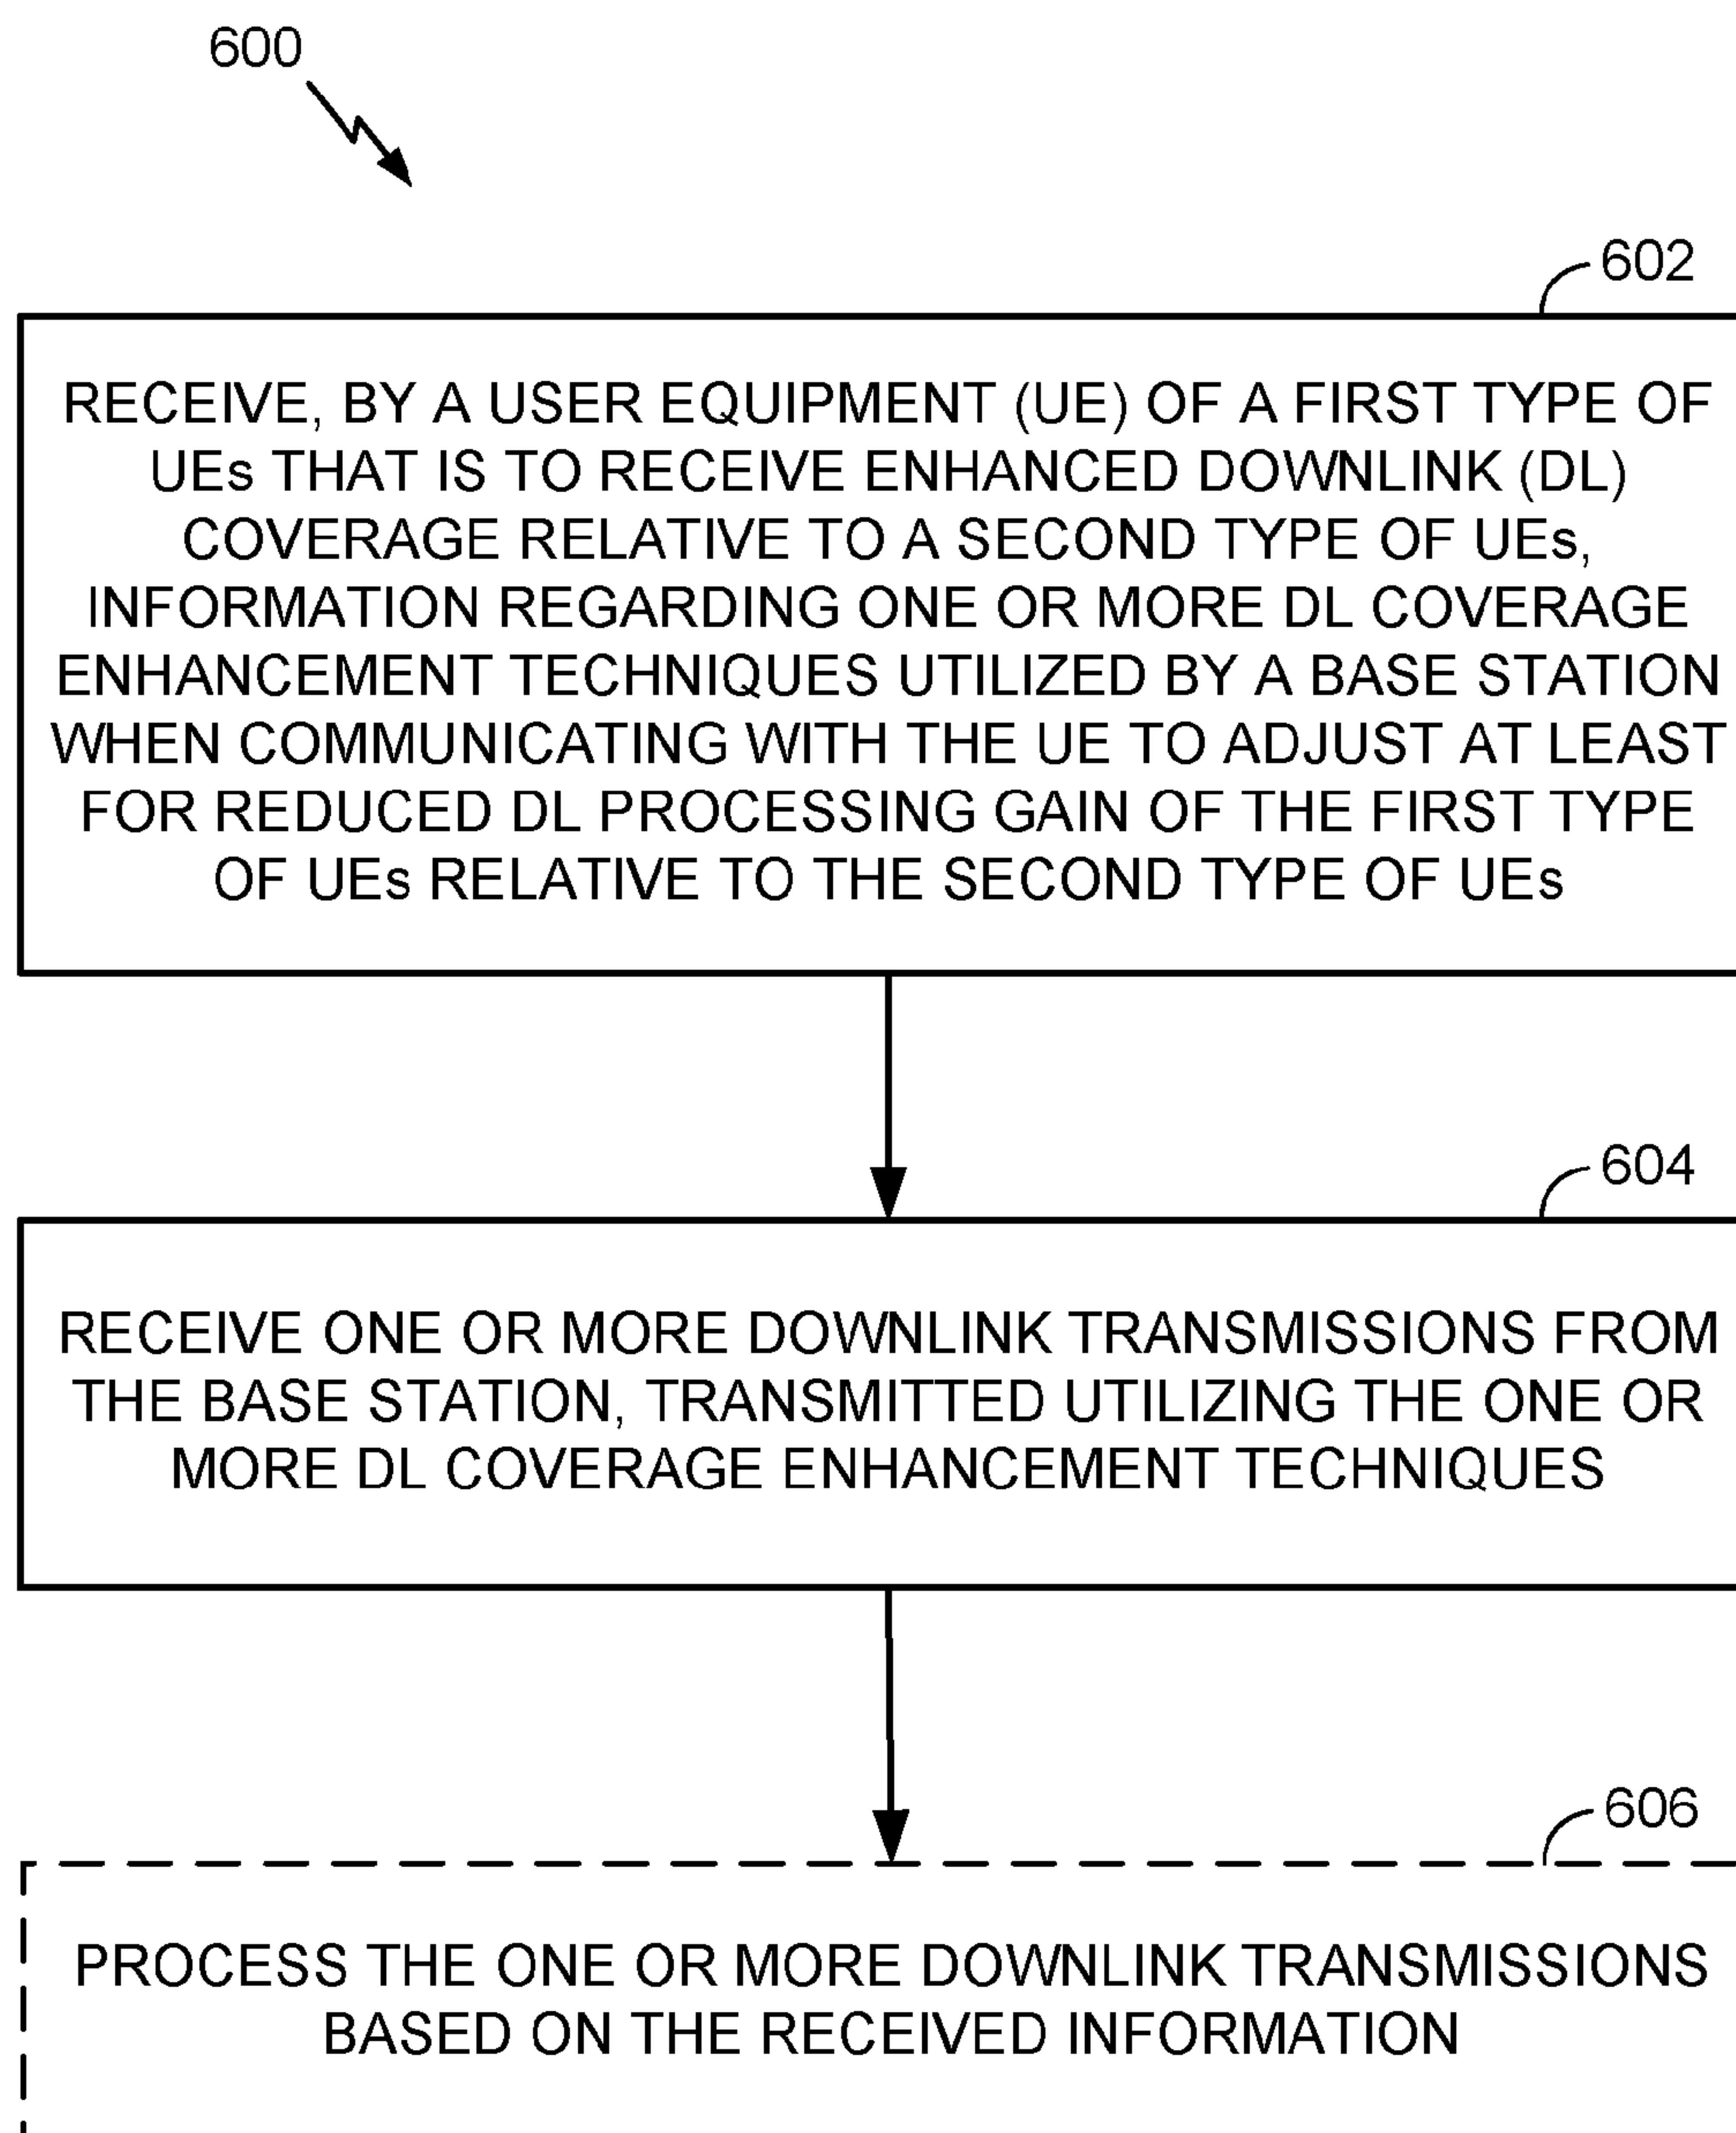 600
602
RECEIVE, BY A USER EQUIPMENT (UE) OF A FIRST TYPE OF
UEs THAT IS TO RECEIVE ENHANCED DOWNLINK (DL)
COVERAGE RELATIVE TO A SECOND TYPE OF UEs,
INFORMATION REGARDING ONE OR MORE DL COVERAGE
ENHANCEMENT TECHNIQUES UTILIZED BY A BASE STATION
WHEN COMMUNICATING WITH THE UE TO ADJUST AT LEAST
FOR REDUCED DL PROCESSING GAIN OF THE FIRST TYPE
OF UEs RELATIVE TO THE SECOND TYPE OF UEs
604
RECEIVE ONE OR MORE DOWNLINK TRANSMISSIONS FROM
THE BASE STATION, TRANSMITTED UTILIZING THE ONE OR
MORE DL COVERAGE ENHANCEMENT TECHNIQUES
606
PROCESS THE ONE OR MORE DOWNLINK TRANSMISSIONS
BASED ON THE RECEIVED INFORMATION